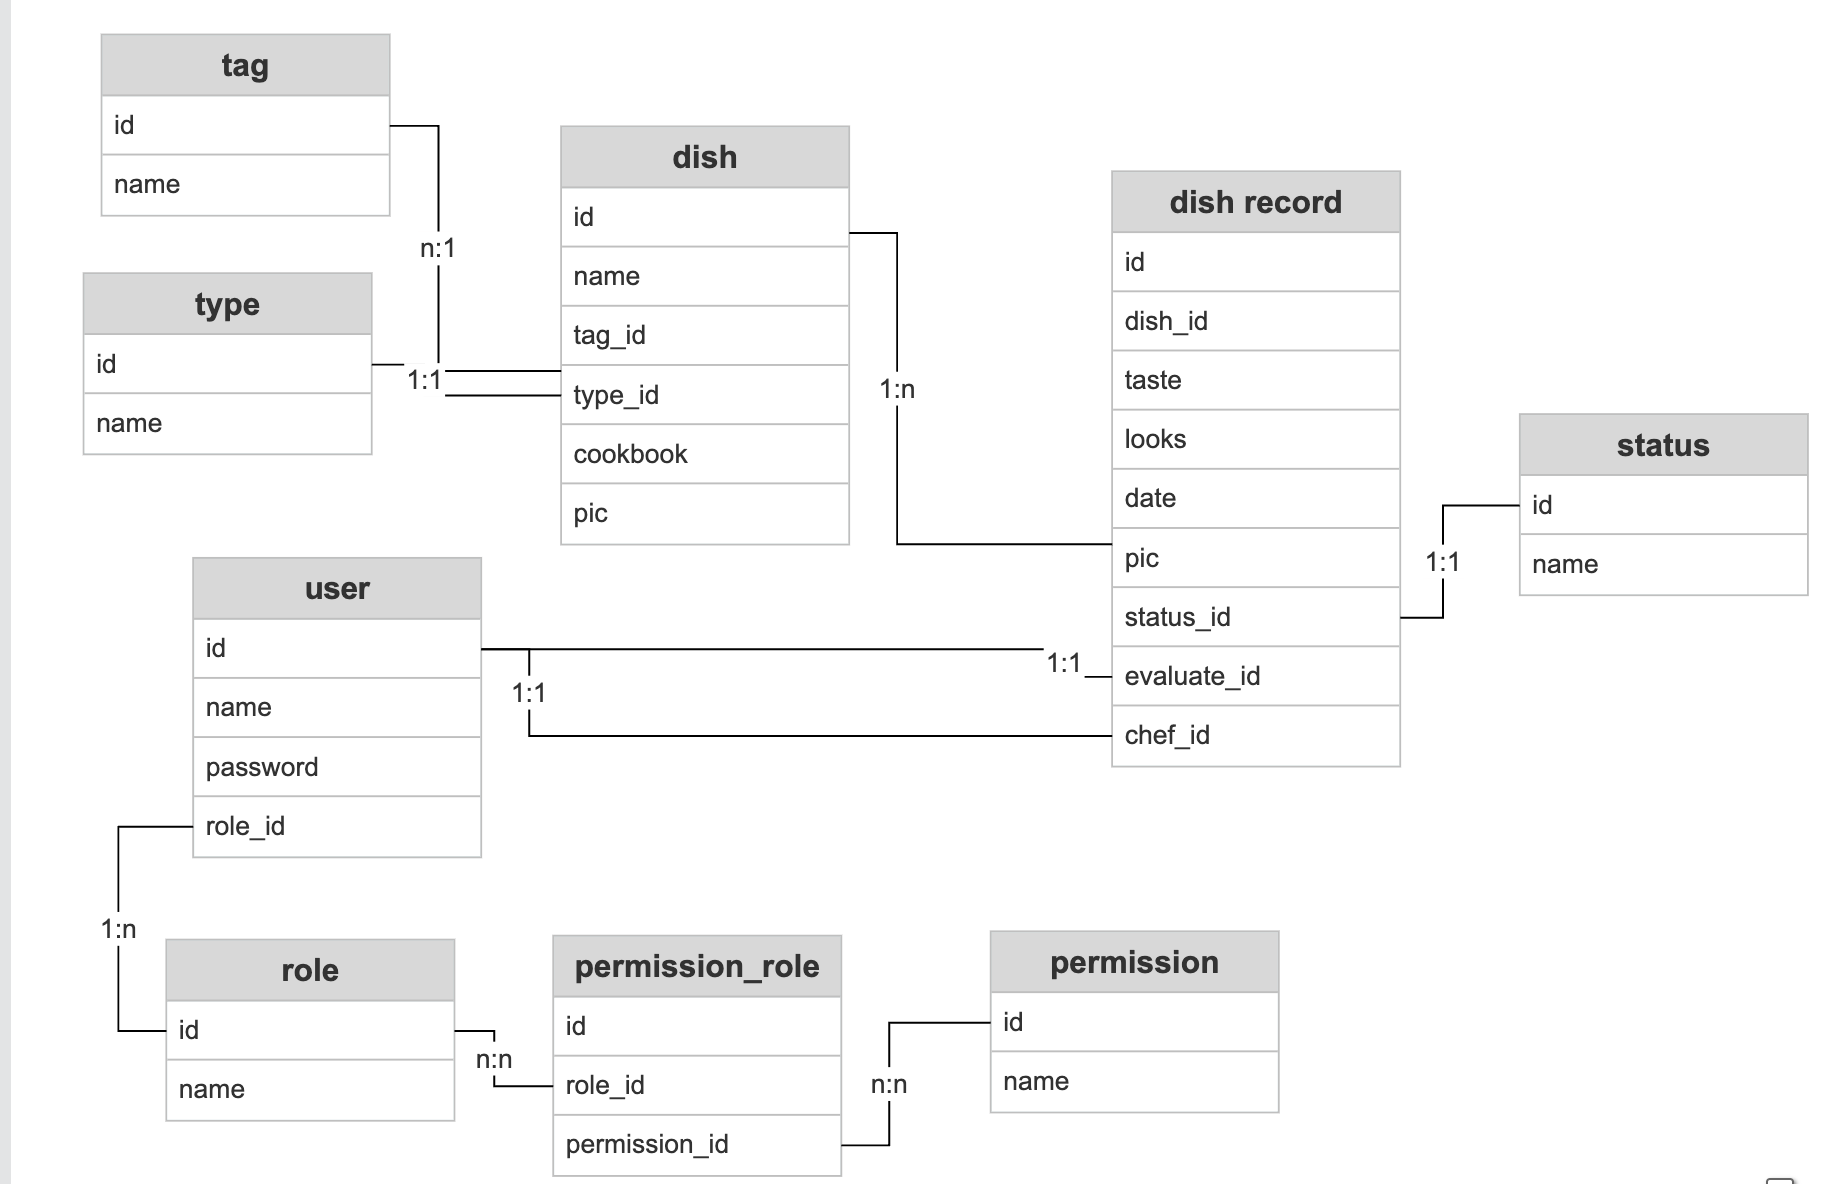 tag
id
name
n:1
type
id
name
1:1
dish
id
name
tag_id
type_id
cookbook
pic
1:n
dish record
id
dish_id
taste
looks
date
pic
status_id
evaluate_id
chef_id
status
id
name
1:1
user
id
name
password
role_id
1:1
1:1
1:n
role
id
name
n:n
permission_role
id
role_id
permission_id
n:n
permission
id
name